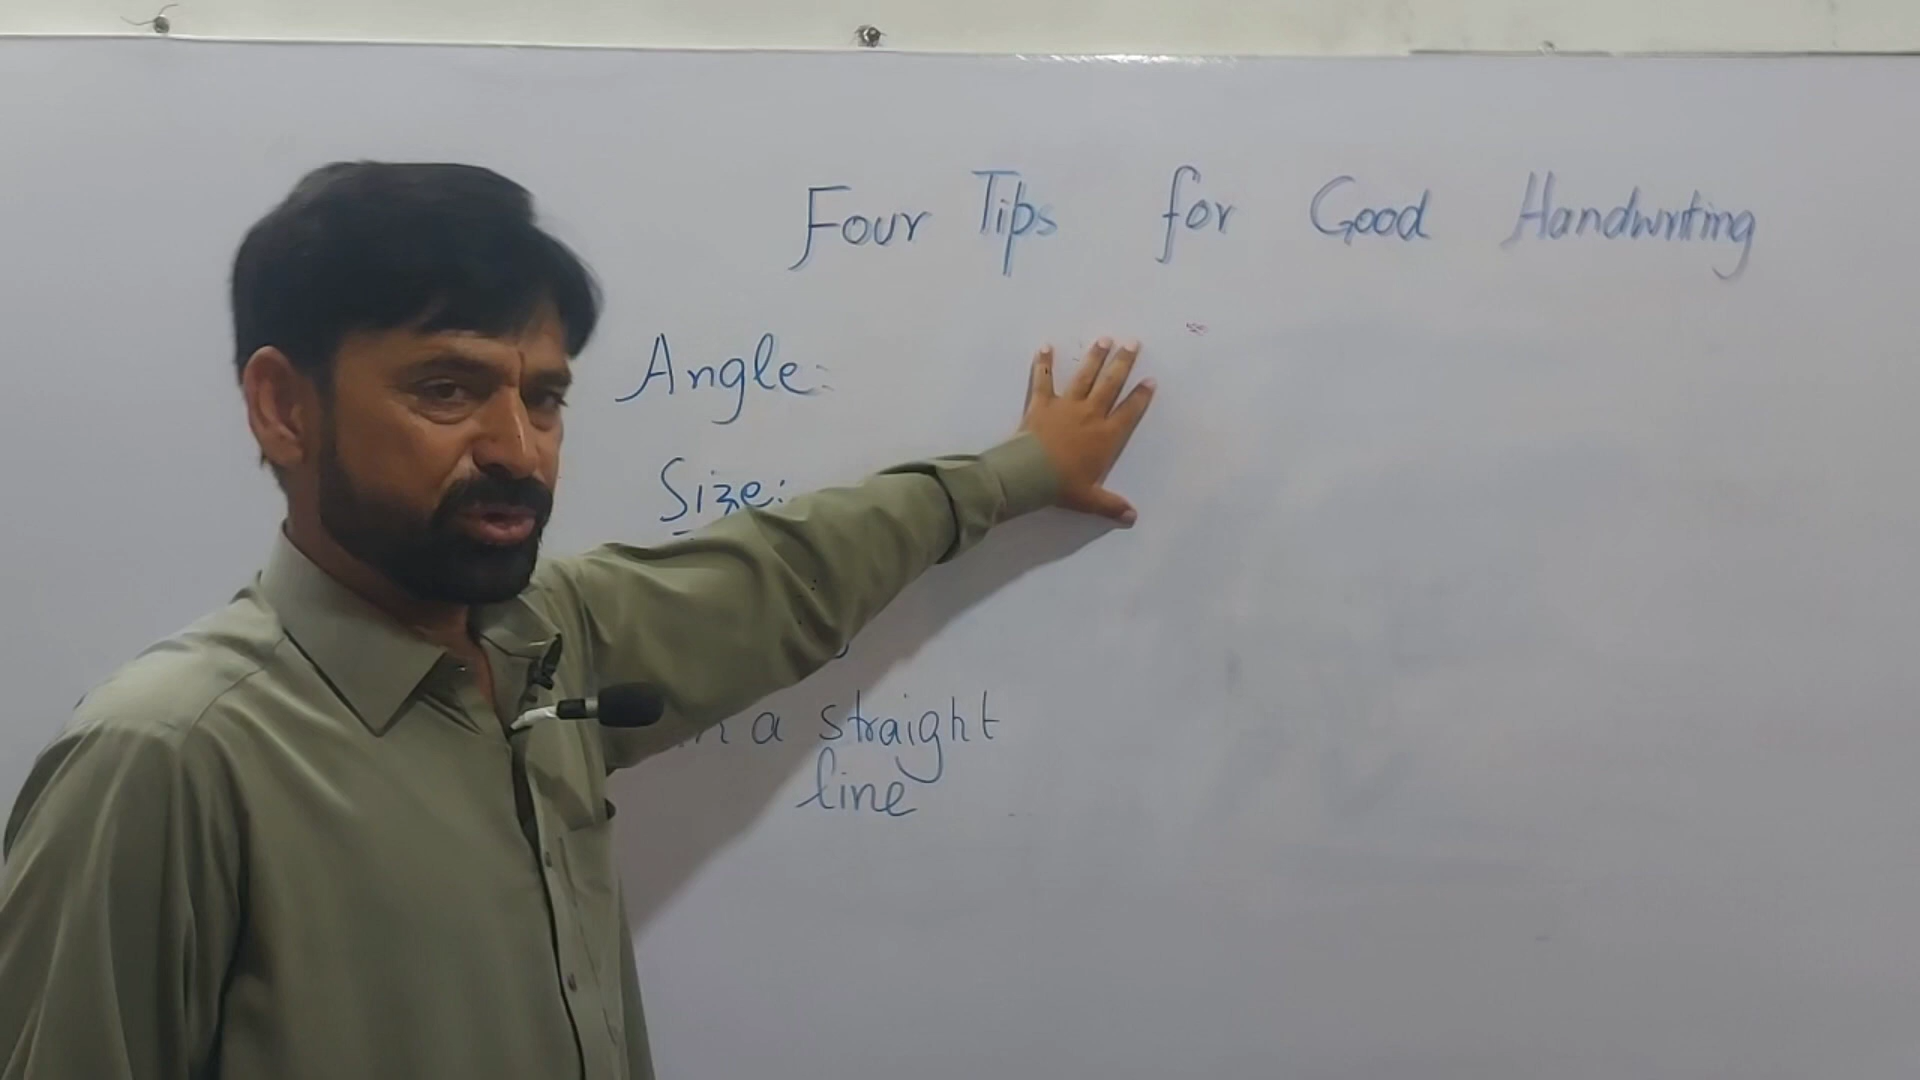 Four Tips for Good Handwriting
Angle:
Size:
a straight
line